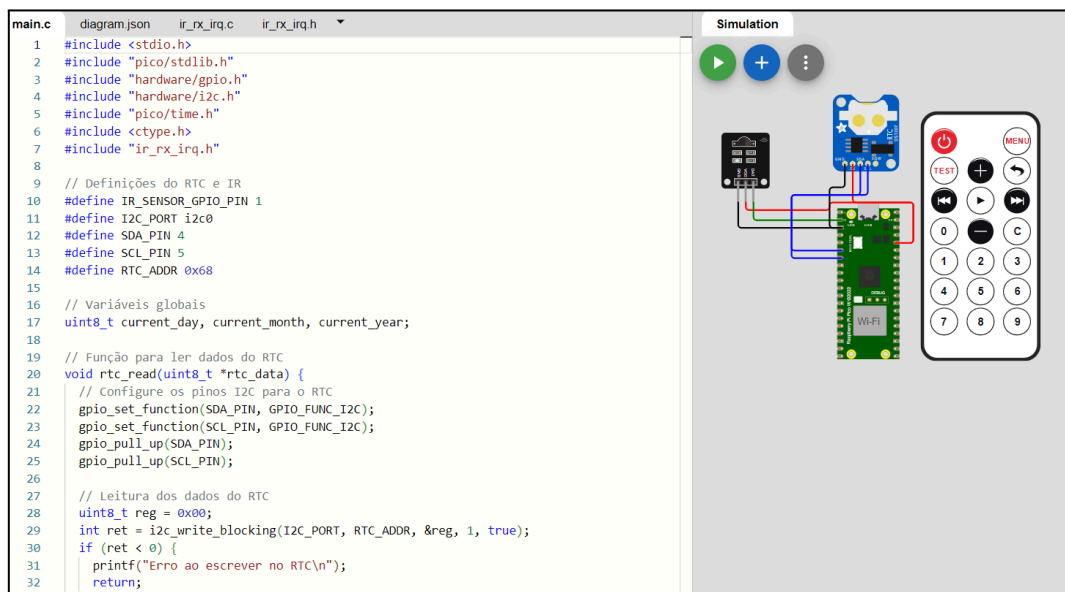 main.c diagram.json ir_rx_irq.c ir_rx_irq.h
1 #include <stdio.h>
2 #include "pico/stdlib.h"
3 #include "hardware/gpio.h"
4 #include "hardware/i2c.h"
5 #include "pico/time.h"
6 #include <ctype.h>
7 #include "ir_rx_irq.h"
8
9 // Definições do RTC e IR
10 #define IR_SENSOR_GPIO_PIN 1
11 #define I2C_PORT i2c0
12 #define SDA_PIN 4
13 #define SCL_PIN 5
14 #define RTC_ADDR 0x68
15
16 // Variáveis globais
17 uint8_t current_day, current_month, current_year;
18
19 // Função para ler dados do RTC
20 void rtc_read(uint8_t *rtc_data) {
21 // Configure os pinos I2C para o RTC
22 gpio_set_function(SDA_PIN, GPIO_FUNC_I2C);
23 gpio_set_function(SCL_PIN, GPIO_FUNC_I2C);
24 gpio_pull_up(SDA_PIN);
25 gpio_pull_up(SCL_PIN);
26
27 // Leitura dos dados do RTC
28 uint8_t reg = 0x00;
29 int ret = i2c_write_blocking(I2C_PORT, RTC_ADDR, &reg, 1, true);
30 if (ret < 0) {
31 printf("Erro ao escrever no RTC\n");
32 return;
Simulation
RTC
GND SDA
GND VCC DAT
DEBUG
Wi-Fi
MENU
TEST
0 C
1 2 3
4 5 6
7 8 9